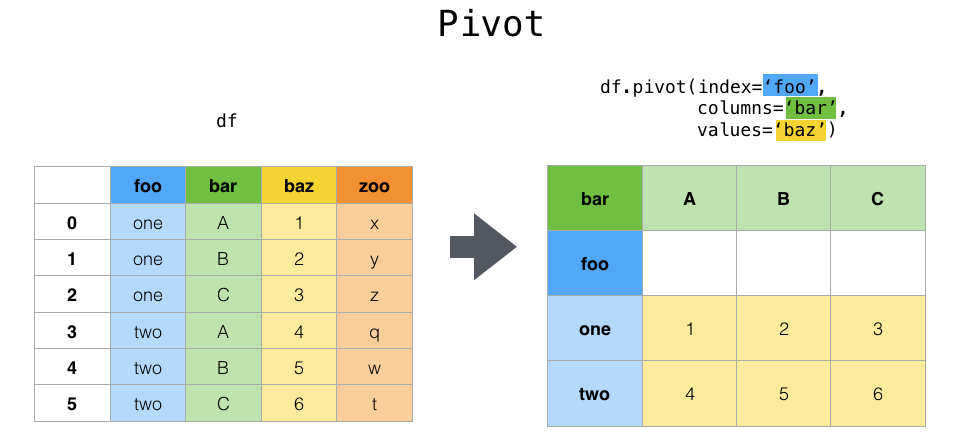 Pivot
df
foo bar baz zoo
0 one A 1 x
1 one B 2 y
2 one C 3 z
3 two A 4 q
4 two B 5 w
5 two C 6 t
df.pivot(index=‘foo’,
columns=‘bar’,
values=‘baz’)
bar A B C
foo
one 1 2 3
two 4 5 6